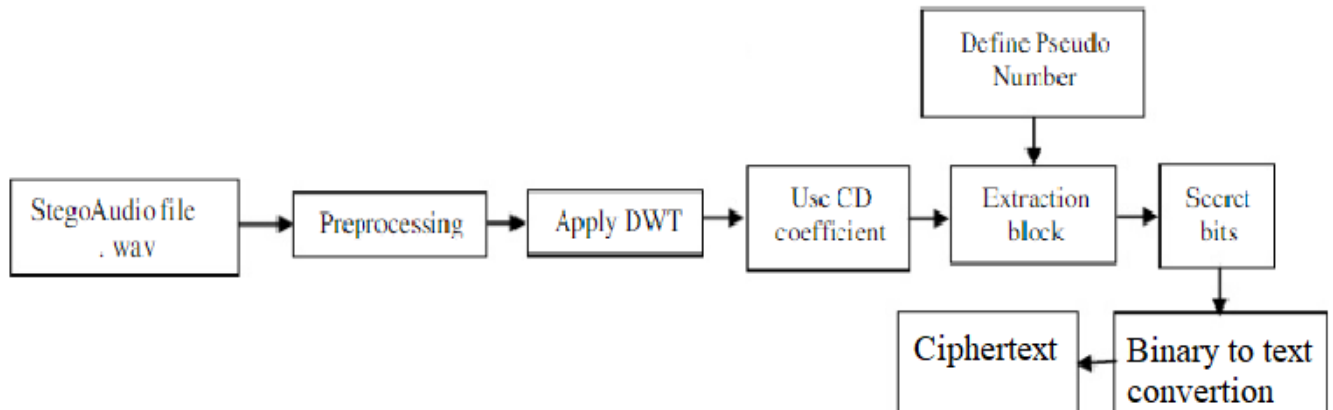 Define Pseudo
Number
StegoAudio file
. wav
Preprocessing
Apply DWT
Use CD
coefficient
Extraction
block
Secret
bits
Ciphertext
Binary to text
convertion